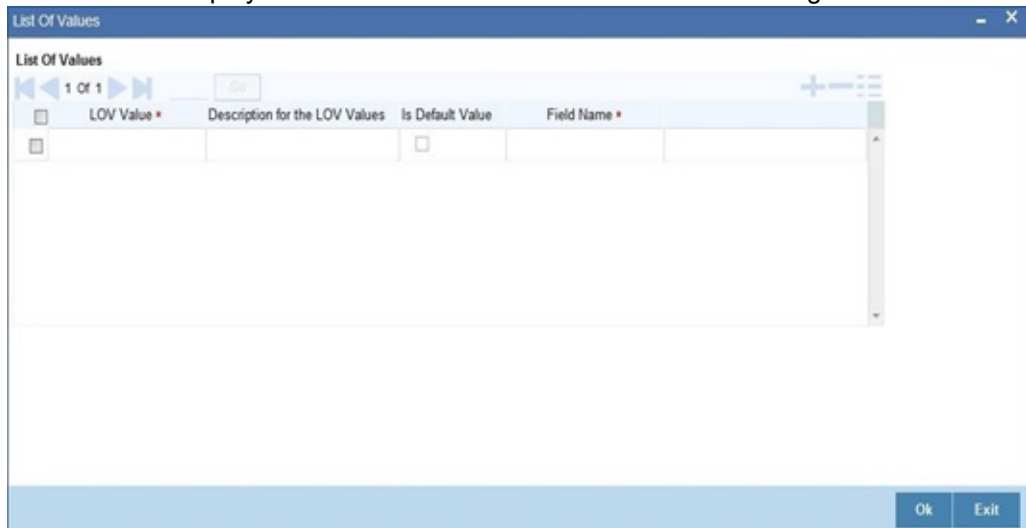 List Of Values
List Of Values
1 Of 1 Go
LOV Value * Description for the LOV Values Is Default Value Field Name *
Ok Exit